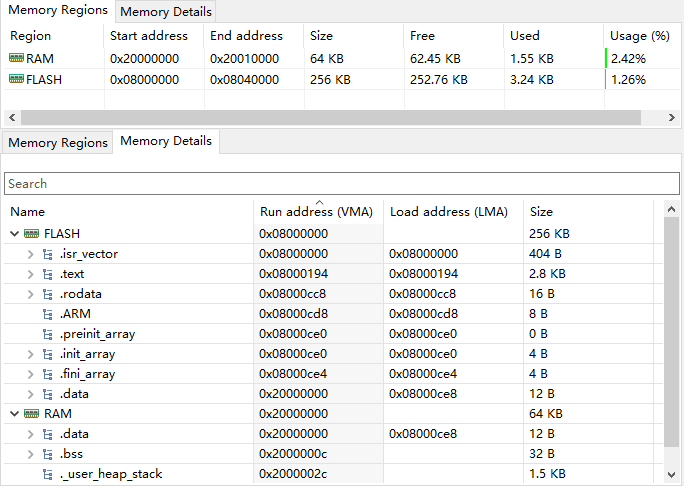 Memory Regions Memory Details
Region Start address End address Size Free Used Usage (%)
RAM 0x20000000 0x20010000 64 KB 62.45 KB 1.55 KB 2.42%
FLASH 0x08000000 0x08040000 256 KB 252.76 KB 3.24 KB 1.26%
Memory Regions Memory Details
Search
Name Run address (VMA) Load address (LMA) Size
FLASH 0x08000000 256 KB
.isr_vector 0x08000000 0x08000000 404 B
.text 0x08000194 0x08000194 2.8 KB
.rodata 0x08000cc8 0x08000cc8 16 B
.ARM 0x08000cd8 0x08000cd8 8 B
.preinit_array 0x08000ce0 0x08000ce0 0 B
.init_array 0x08000ce0 0x08000ce0 4 B
.fini_array 0x08000ce4 0x08000ce4 4 B
.data 0x20000000 0x08000ce8 12 B
RAM 0x20000000 64 KB
.data 0x20000000 0x08000ce8 12 B
.bss 0x2000000c 32 B
._user_heap_stack 0x2000002c 1.5 KB